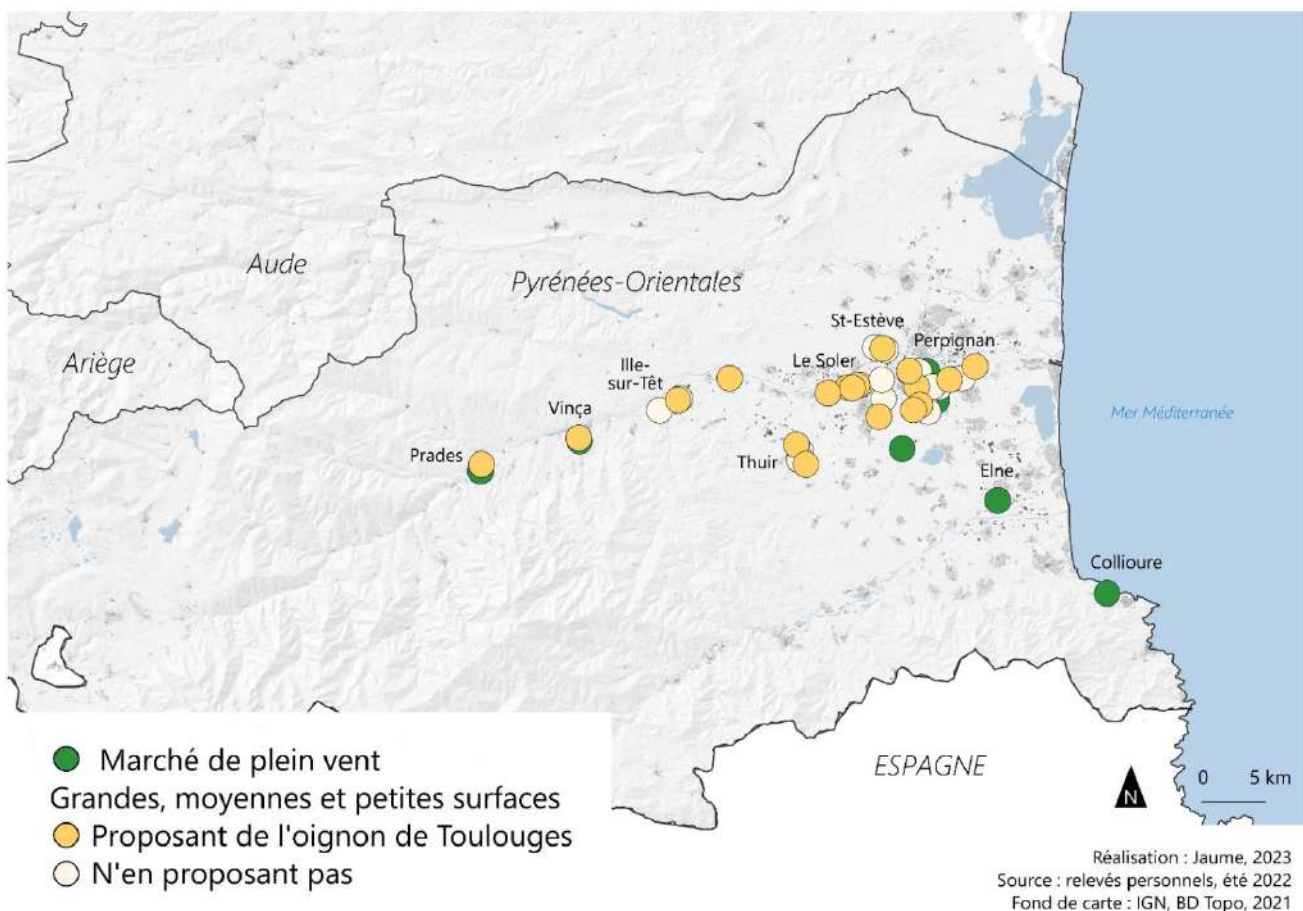 Aude
Pyrénées-Orientales
Ariège
St-Estève
Perpignan
Le Soler
Ille-
sur-Têt
Vinça
Mer Méditerranée
Prades
Thuir
Elne
Collioure
ESPAGNE
N
0 5 km
Marché de plein vent
Grandes, moyennes et petites surfaces
Proposant de l'oignon de Toulouges
N'en proposant pas
Réalisation : Jaume, 2023
Source : relevés personnels, été 2022
Fond de carte : IGN, BD Topo, 2021